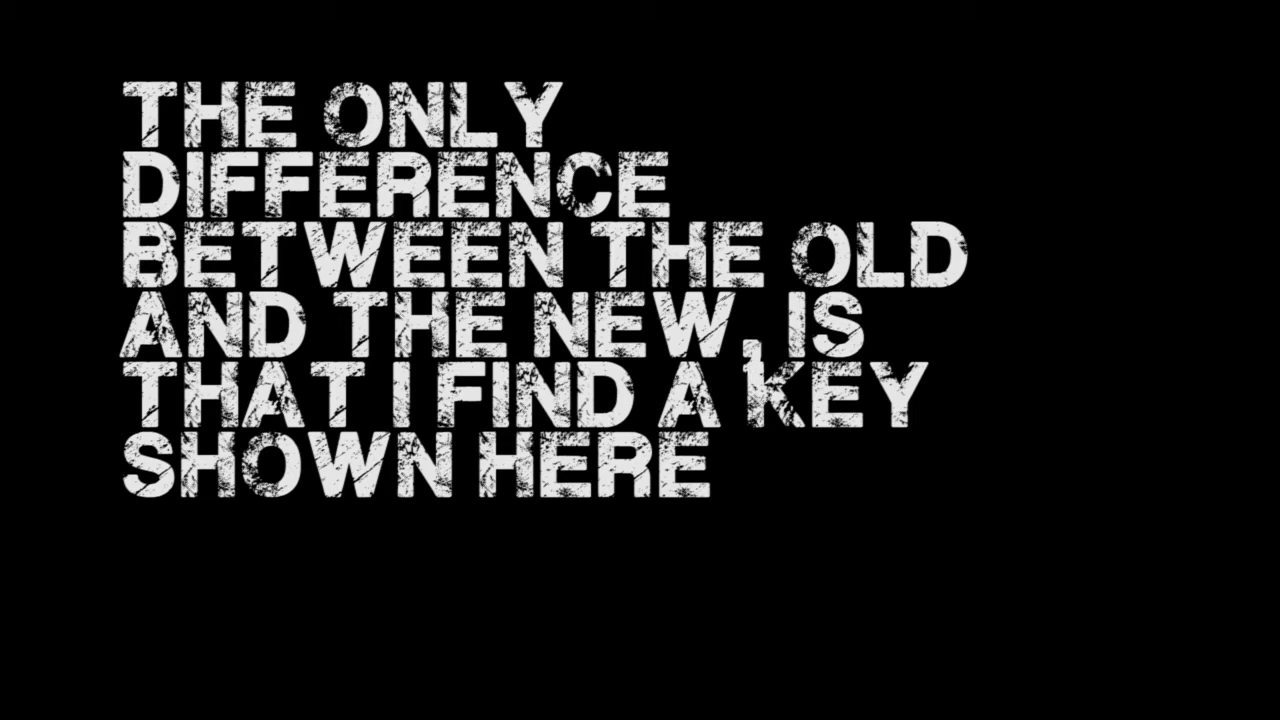 THE ONLY
DIFFERENCE
BETWEEN THE OLD
AND THE NEW, IS
THAT I FIND A KEY
SHOWN HERE